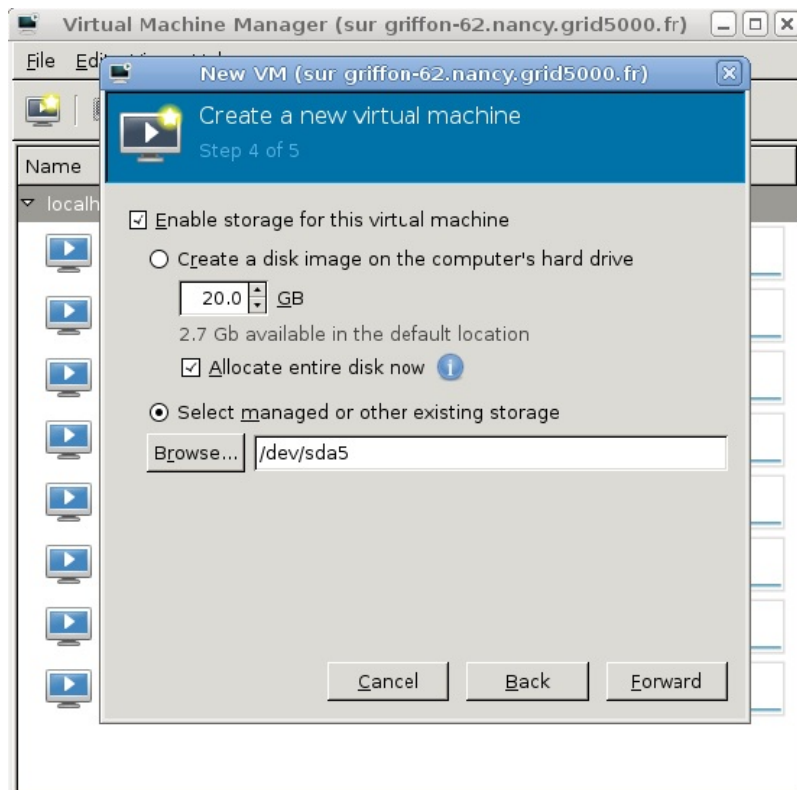 Virtual Machine Manager (sur griffon-62.nancy.grid5000.fr)
File
New VM (sur griffon-62.nancy.grid5000.fr)
Create a new virtual machine
Step 4 of 5
Name
Enable storage for this virtual machine
Create a disk image on the computer's hard drive
20.0 GB
2.7 Gb available in the default location
Allocate entire disk now
Select managed or other existing storage
Browse... /dev/sda5
Cancel Back Forward